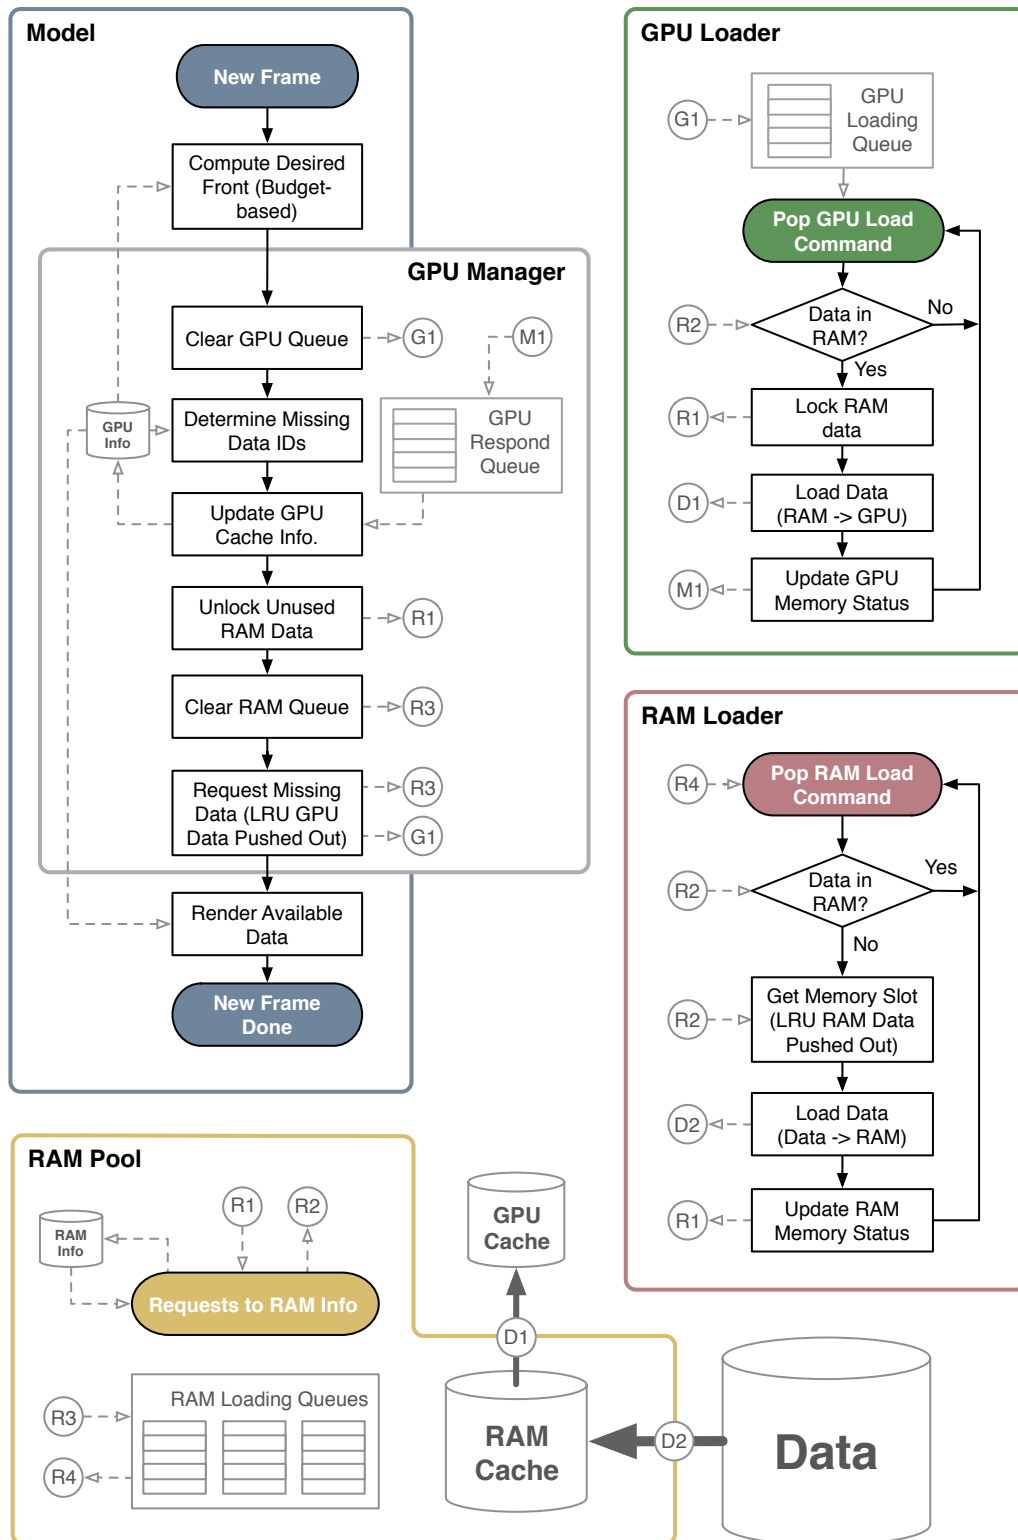 Model
New Frame
Compute Desired
Front (Budget-
based)
GPU Manager
Clear GPU Queue
G1
M1
GPU
Info
Determine Missing
Data IDs
GPU
Respond
Queue
Update GPU
Cache Info.
Unlock Unused
RAM Data
R1
Clear RAM Queue
R3
Request Missing
Data (LRU GPU
Data Pushed Out)
R3
G1
Render Available
Data
New Frame
Done
GPU Loader
G1
GPU
Loading
Queue
Pop GPU Load
Command
R2
Data in
RAM?
No
Yes
R1
Lock RAM
data
D1
Load Data
(RAM -> GPU)
M1
Update GPU
Memory Status
RAM Loader
R4
Pop RAM Load
Command
R2
Data in
RAM?
Yes
No
R2
Get Memory Slot
(LRU RAM Data
Pushed Out)
D2
Load Data
(Data -> RAM)
R1
Update RAM
Memory Status
RAM Pool
RAM
Info
R1
R2
Requests to RAM Info
R3
R4
RAM Loading Queues
GPU
Cache
D1
RAM
Cache
D2
Data